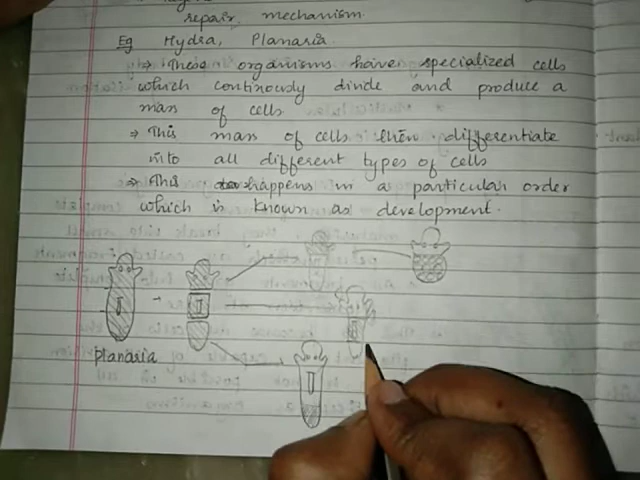 repair mechanism.
Eg Hydra, Planaria.
→ These organisms have specialized cells
which continously divide and produce a
mass of cells
→ This mass of cells then differentiate
into all different types of cells
→ This happens in a particular order
which is known as development.
planaria